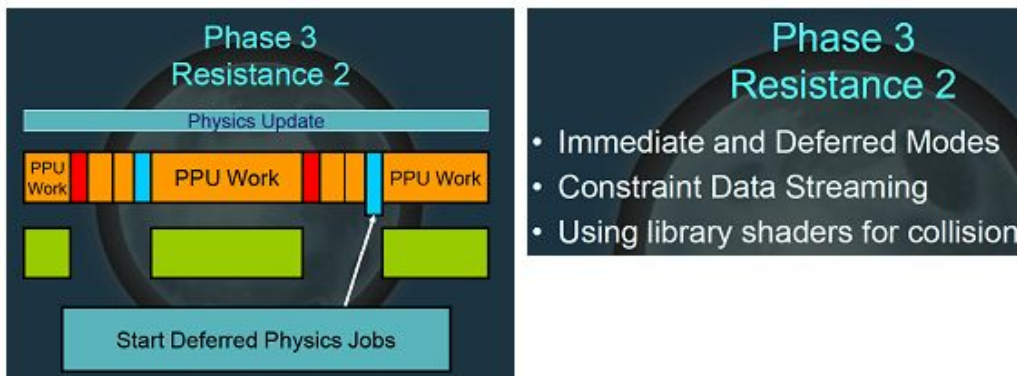 Phase 3
Resistance 2
Physics Update
PPU
Work
PPU Work
PPU Work
Start Deferred Physics Jobs
Phase 3
Resistance 2
• Immediate and Deferred Modes
• Constraint Data Streaming
• Using library shaders for collision